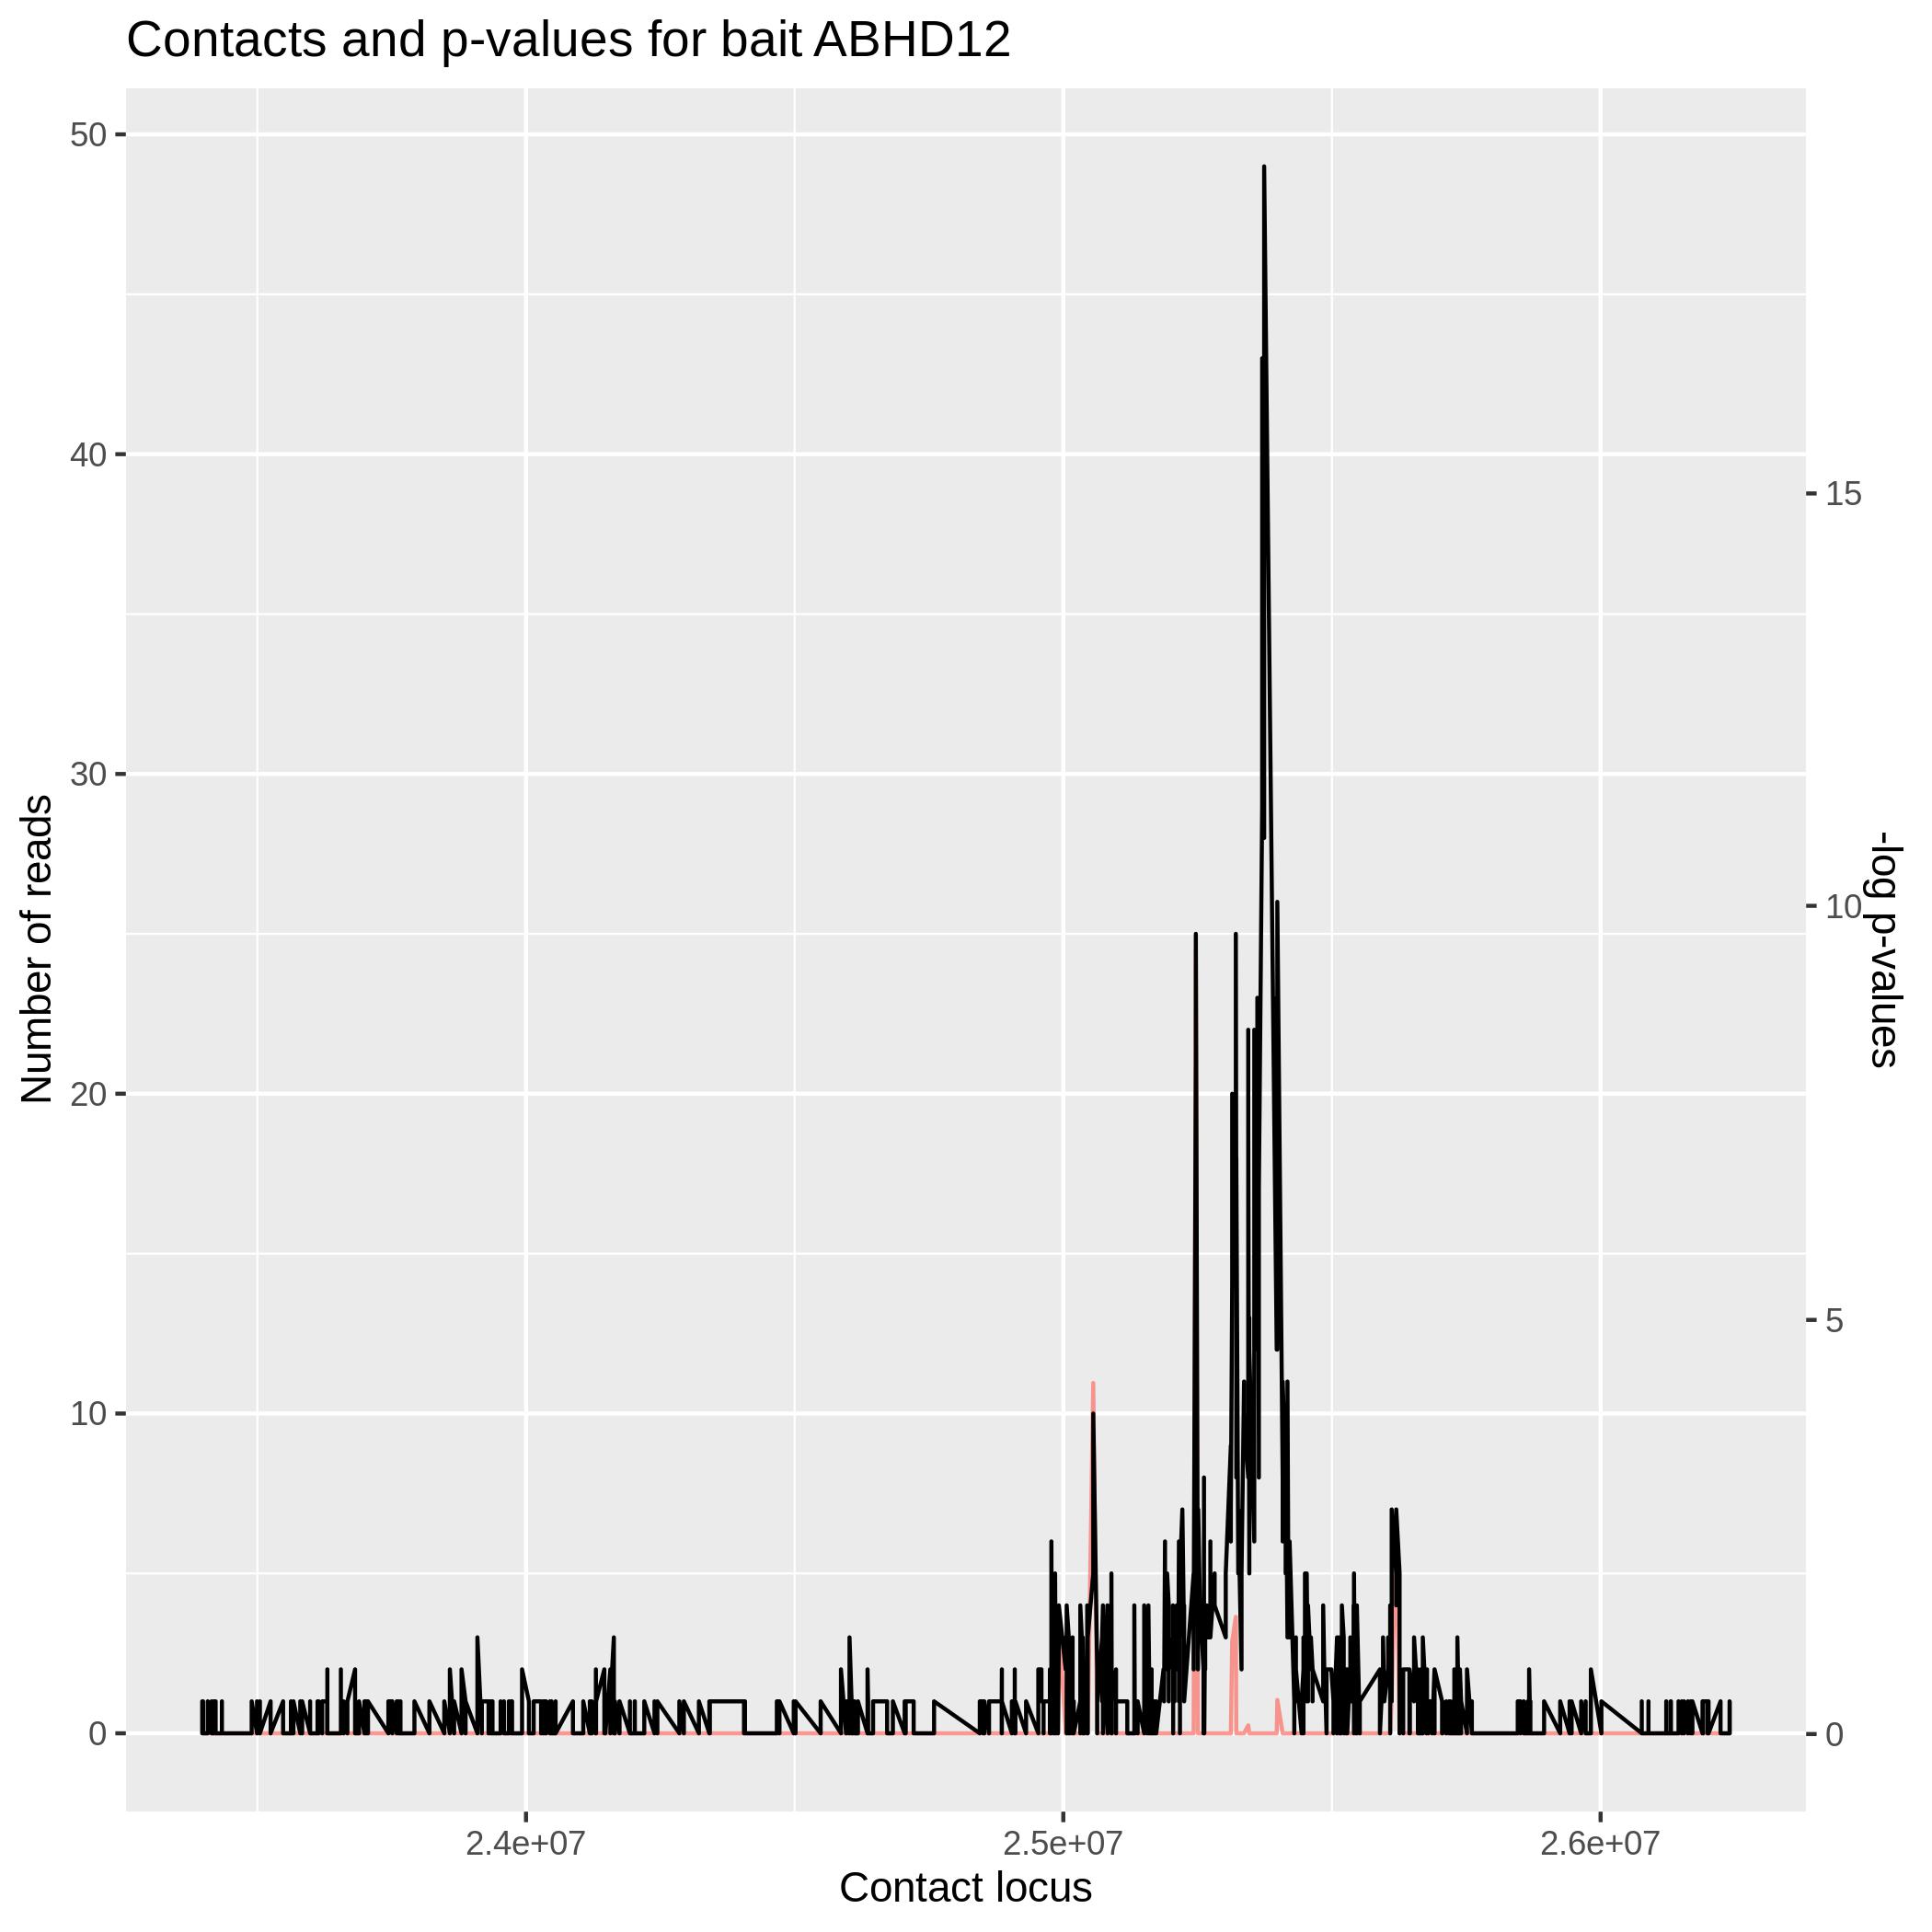 Contacts and p-values for bait ABHD12
50
40
30
20
10
0
Number of reads
15
10
5
0
-log p-values
2.4e+07
2.5e+07
2.6e+07
Contact locus